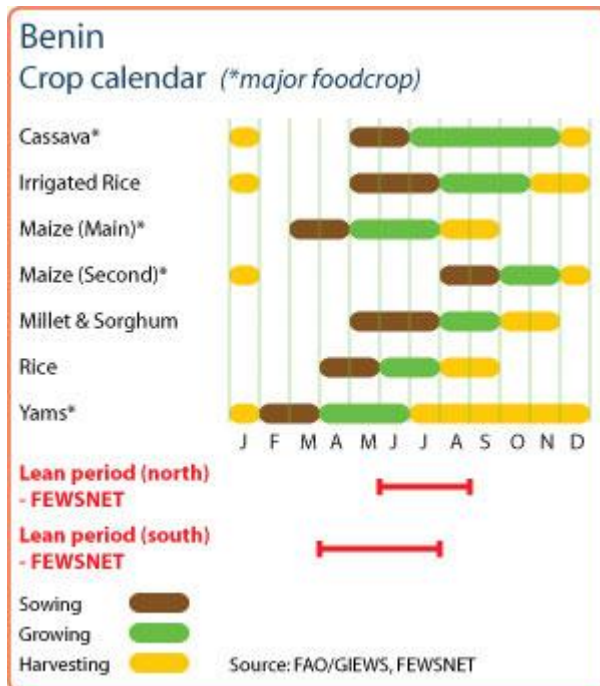 Benin
Crop calendar (*major foodcrop)
Cassava*
Irrigated Rice
Maize (Main)*
Maize (Second)*
Millet & Sorghum
Rice
Yams*
J F M A M J J A S O N D
Lean period (north)
- FEWSNET
Lean period (south)
- FEWSNET
Sowing
Growing
Harvesting Source: FAO/GIEWS, FEWSNET